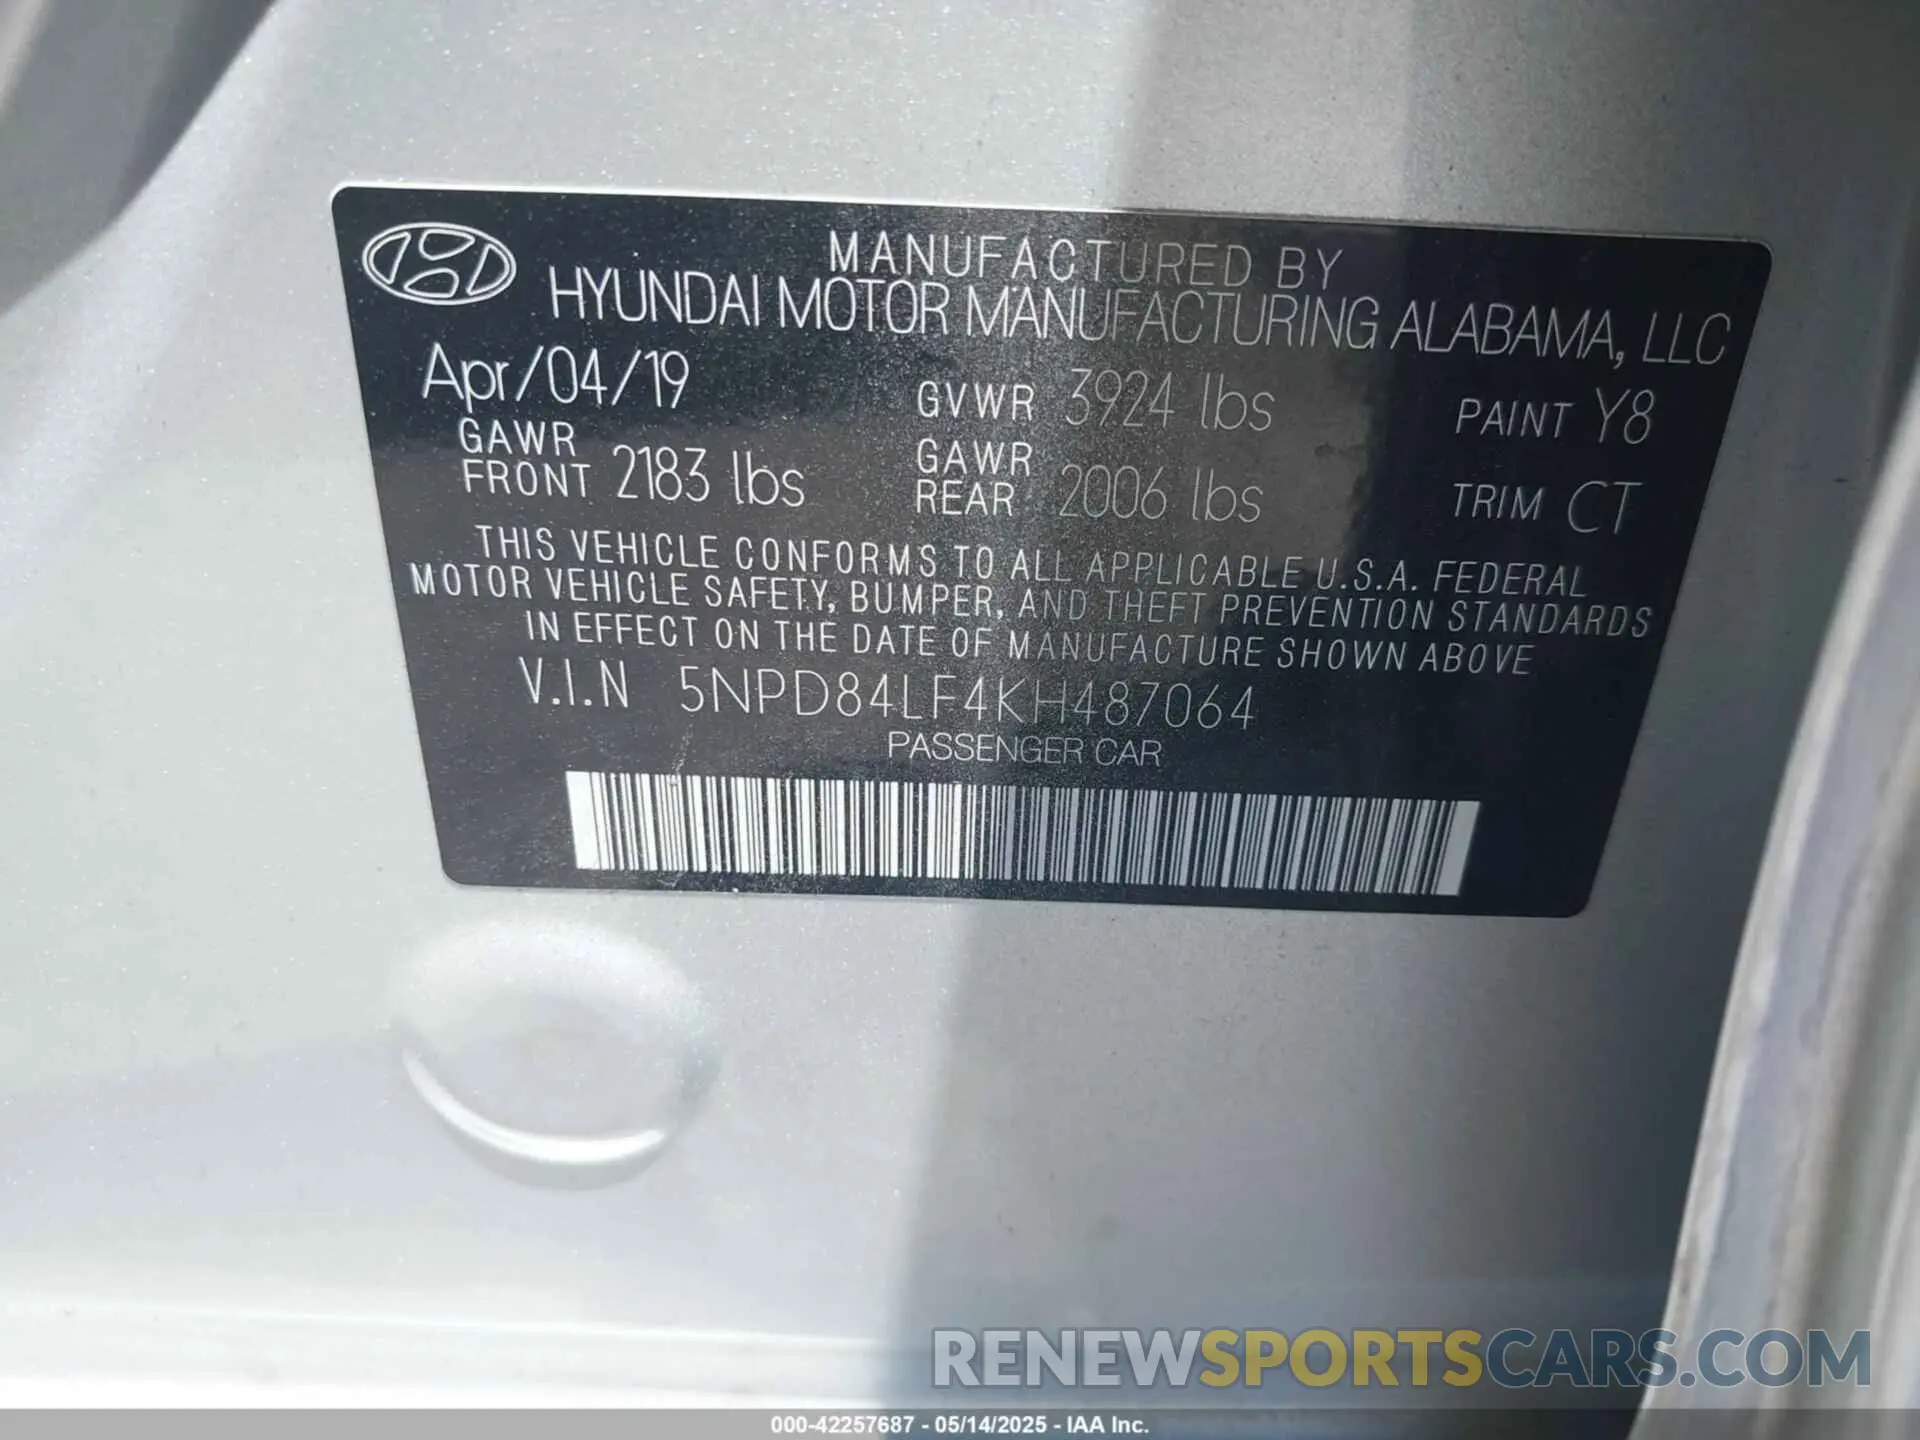 MANUFACTURED BY
HYUNDAI MOTOR MANUFACTURING ALABAMA, LLC
Apr/04/19 GVWR 3924 lbs PAINT Y8
GAWR FRONT 2183 lbs GAWR REAR 2006 lbs TRIM CT
THIS VEHICLE CONFORMS TO ALL APPLICABLE U.S.A. FEDERAL
MOTOR VEHICLE SAFETY, BUMPER, AND THEFT PREVENTION STANDARDS
IN EFFECT ON THE DATE OF MANUFACTURE SHOWN ABOVE
V.I.N 5NPD84LF4KH487064
PASSENGER CAR
RENEWSPORTSCARS.COM
000-42257687 - 05/14/2025 - IAA Inc.